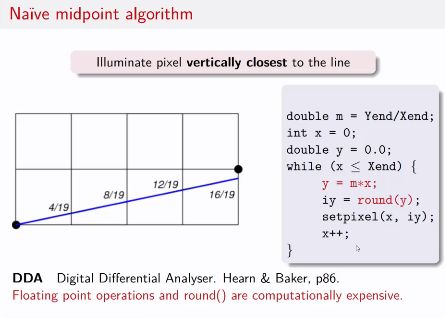 Naïve midpoint algorithm
Illuminate pixel vertically closest to the line
4/19
8/19
12/19
16/19
double m = Yend/Xend;
int x = 0;
double y = 0.0;
while (x ≤ Xend) {
y = m*x;
iy = round(y);
setpixel(x, iy);
x++;
}
DDA Digital Differential Analyser. Hearn & Baker, p86.
Floating point operations and round() are computationally expensive.